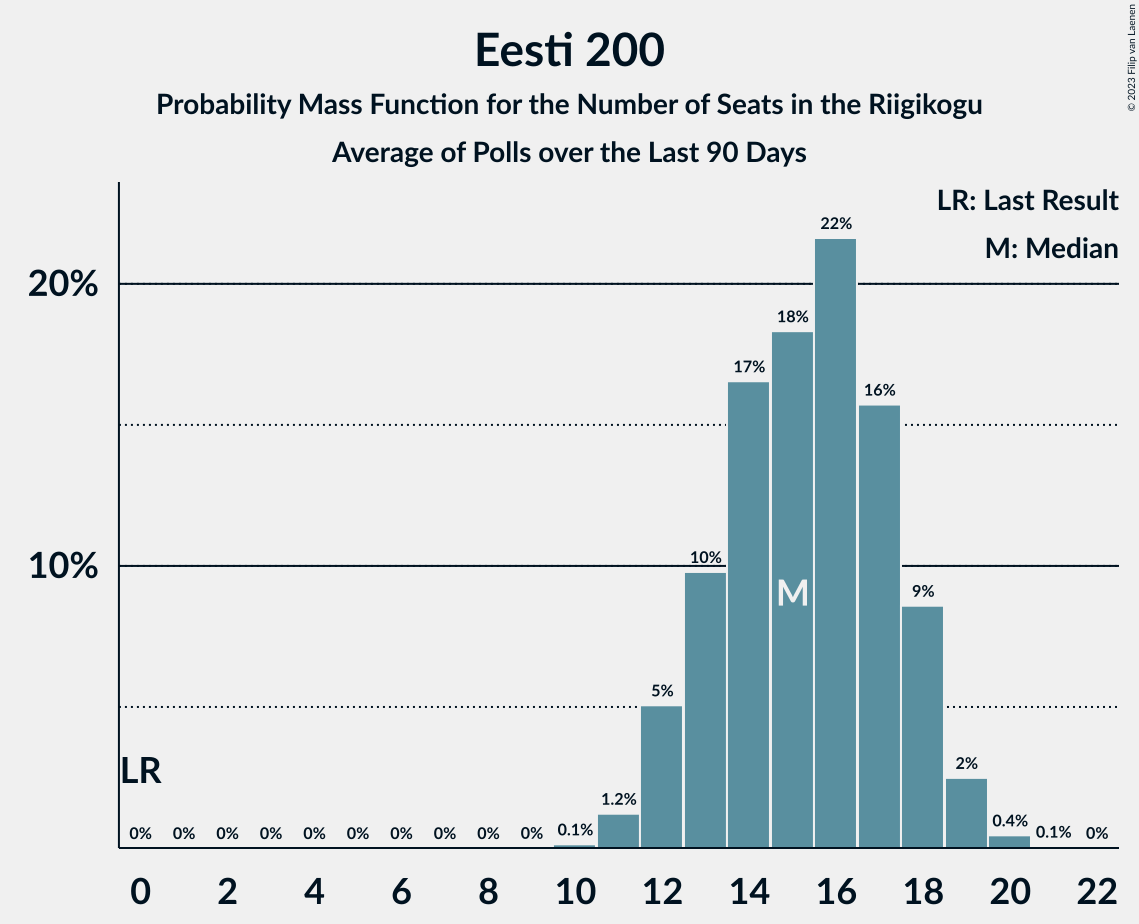 Eesti 200
Probability Mass Function for the Number of Seats in the Riigikogu
Average of Polls over the Last 90 Days
© 2023 Filip van Laenen
LR: Last Result
M: Median
20%
10%
0% 0% 0% 0% 0% 0% 0% 0% 0% 0% 0.1% 1.2% 5% 10% 17% 18% 22% 16% 9% 2% 0.4% 0.1% 0%
LR
M
0 2 4 6 8 10 12 14 16 18 20 22